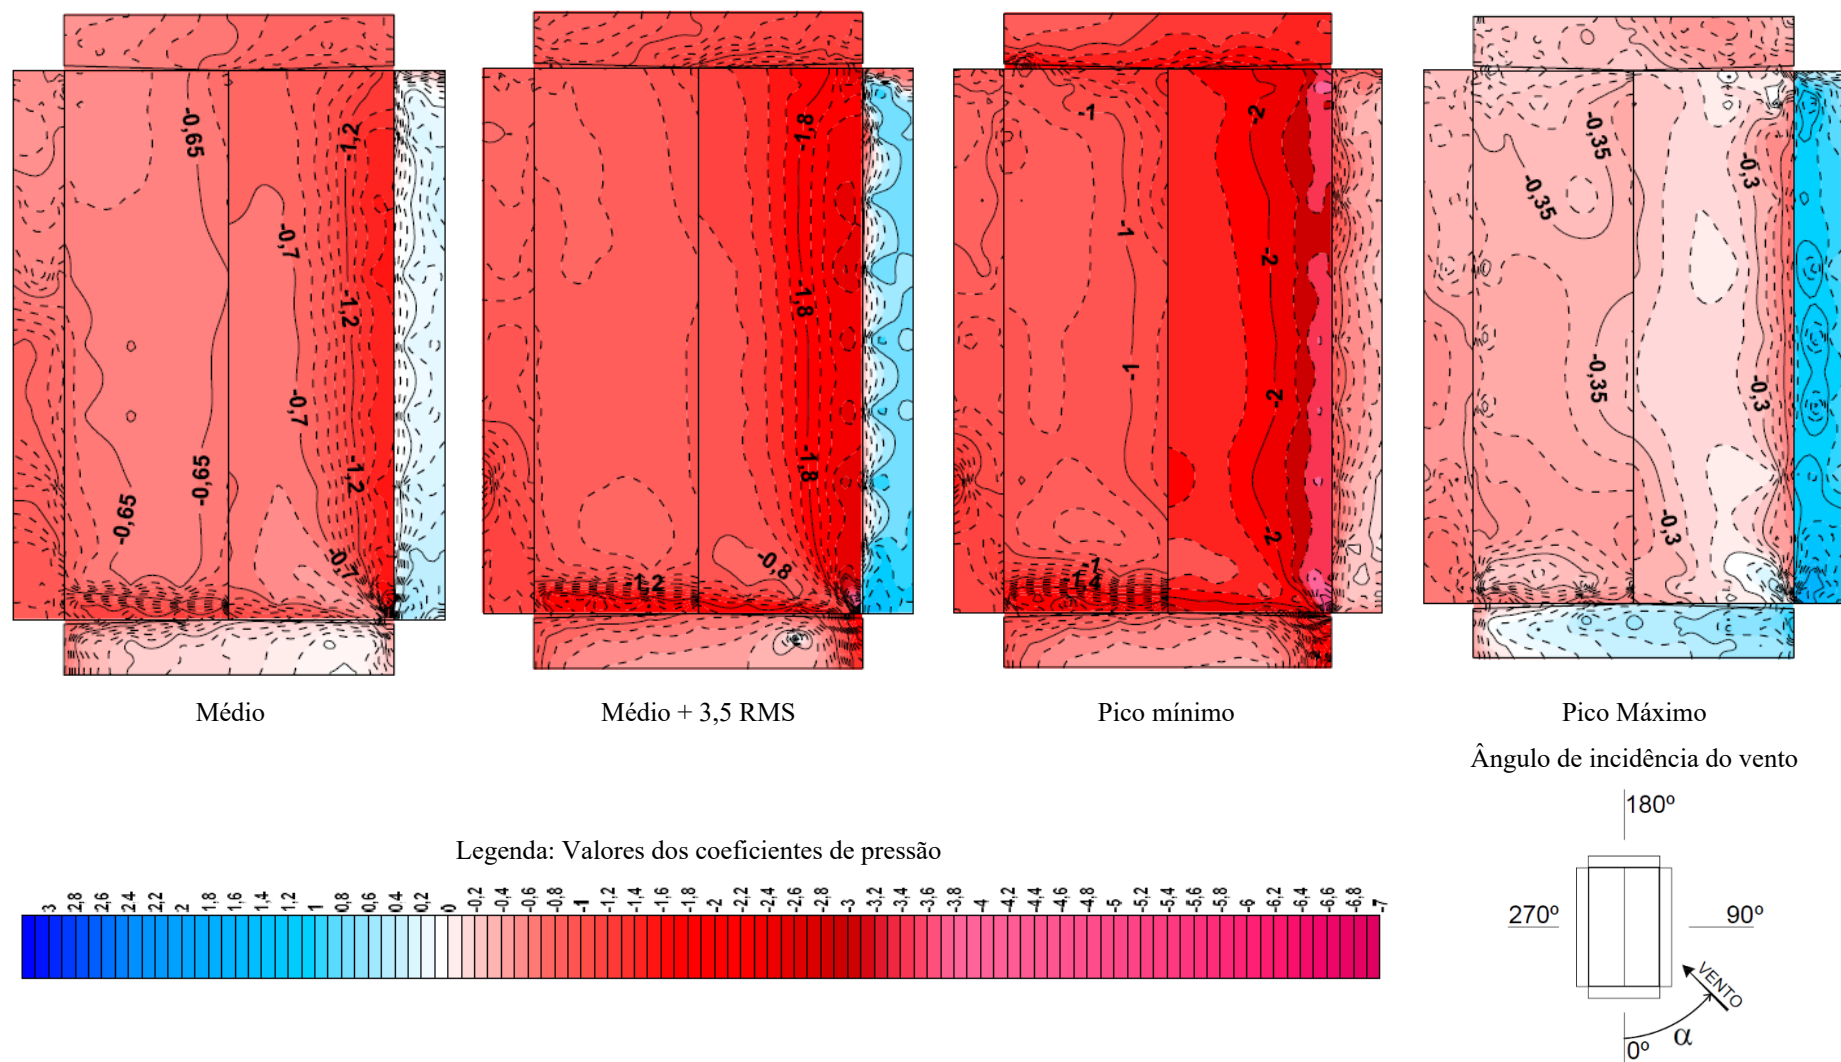 -0,65
-1,2
-0,7
-1,2
-0,7
-0,65
-0,65
-1,2
-0,7
-1,8
-1,8
-1,8
-0,8
-1,2
-1
-2
-1
-2
-1
-2
-2
-1
-1,4
-0,35
-0,35
-0,3
-0,35
-0,3
-0,3
Médio
Médio + 3,5 RMS
Pico mínimo
Pico Máximo
Ângulo de incidência do vento
180º
270º
90º
VENTO
α
0º
Legenda: Valores dos coeficientes de pressão
3 2,8 2,6 2,4 2,2 2 1,8 1,6 1,4 1,2 1 0,8 0,6 0,4 0,2 0 -0,2 -0,4 -0,6 -0,8 -1 -1,2 -1,4 -1,6 -1,8 -2 -2,2 -2,4 -2,6 -2,8 -3 -3,2 -3,4 -3,6 -3,8 -4 -4,2 -4,4 -4,6 -4,8 -5 -5,2 -5,4 -5,6 -5,8 -6 -6,2 -6,4 -6,6 -6,8 -7